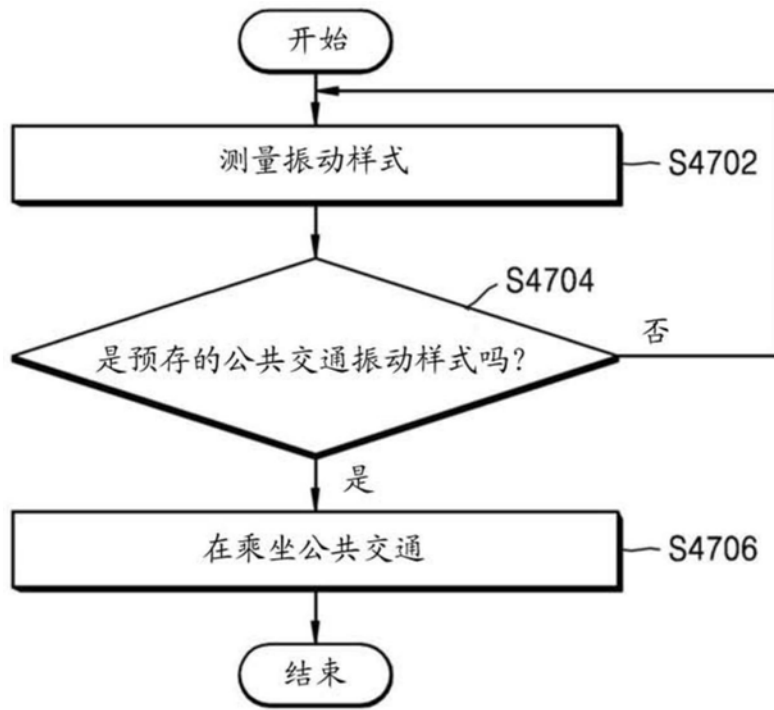 开始
测量振动样式
S4702
S4704
是预存的公共交通振动样式吗？
否
是
在乘坐公共交通
S4706
结束